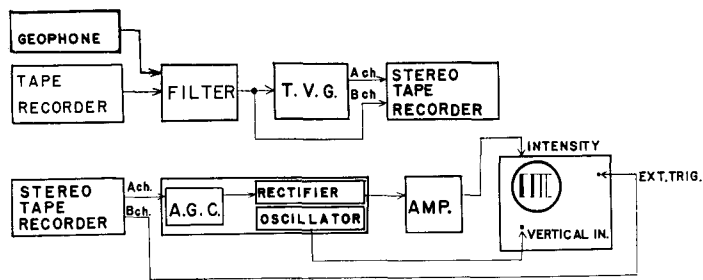 GEOPHONE
TAPE
RECORDER
FILTER
T. V. G.
A ch.
B ch
STEREO
TAPE
RECORDER
STEREO
TAPE
RECORDER
Ach.
Bch.
A.G.C.
RECTIFIER
OSCILLATOR
AMP.
INTENSITY
EXT.TRIG.
VERTICAL IN.